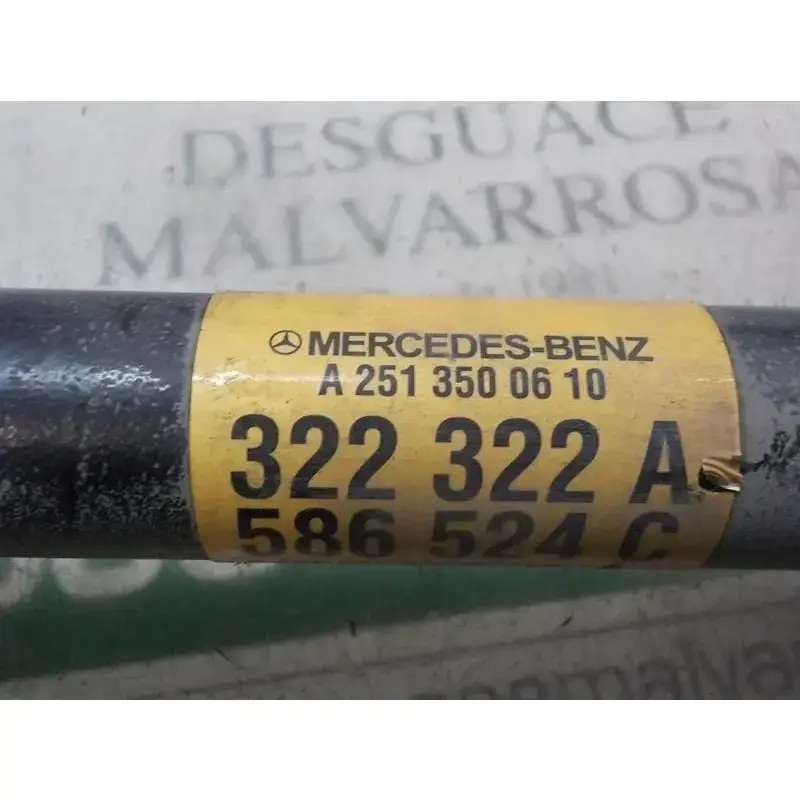 DESGUACE
MALVARROSA
MERCEDES-BENZ
A 251 350 06 10
322 322 A
586 524 C